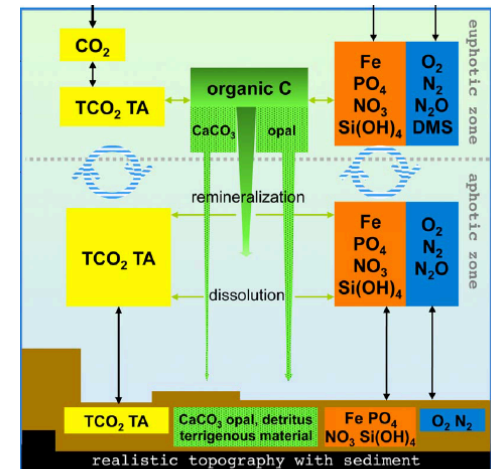 CO₂
TCO₂ TA
organic C
CaCO₃
opal
Fe
PO₄
NO₃
Si(OH)₄
O₂
N₂
N₂O
DMS
euphotic zone
remineralization
TCO₂ TA
dissolution
Fe
PO₄
NO₃
Si(OH)₄
O₂
N₂
N₂O
aphotic zone
TCO₂ TA
CaCO₃ opal, detritus
terrigenous material
Fe PO₄
NO₃ Si(OH)₄
O₂ N₂
realistic topography with sediment